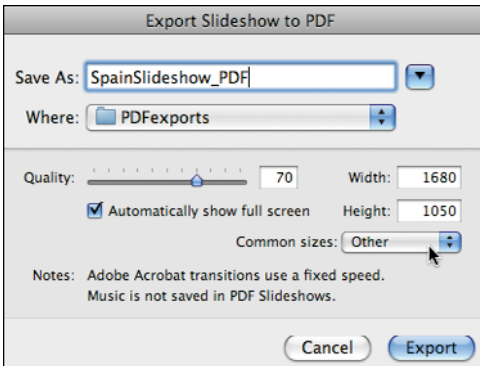 Export Slideshow to PDF
Save As: SpainSlideshow_PDF
Where: PDFexports
Quality: 70 Width: 1680
Automatically show full screen Height: 1050
Common sizes: Other
Notes: Adobe Acrobat transitions use a fixed speed.
Music is not saved in PDF Slideshows.
Cancel Export